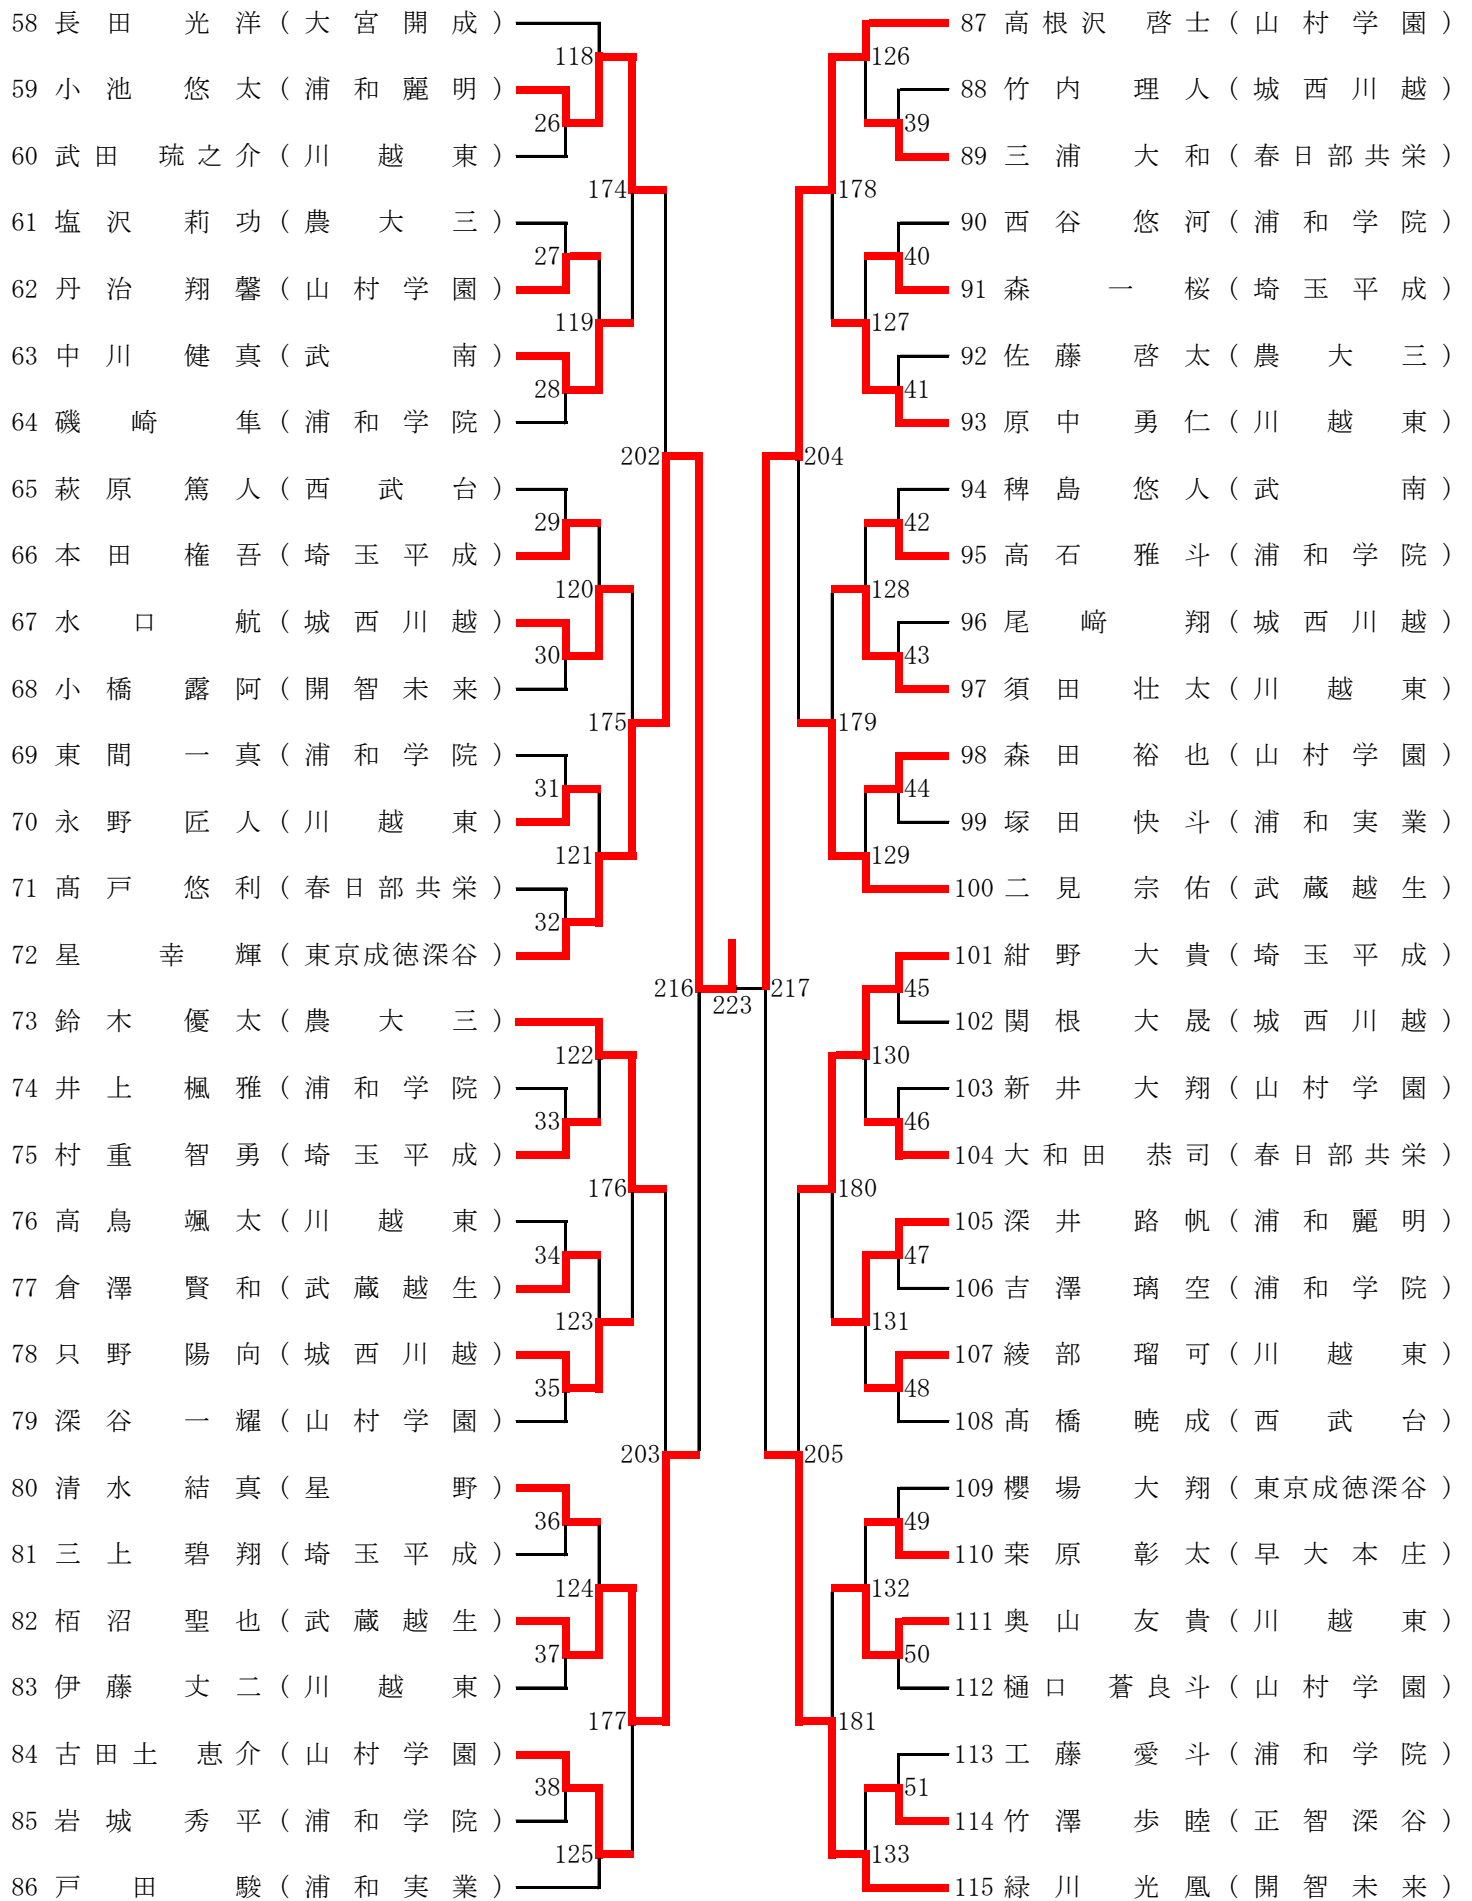 58 長田 光洋 (大宮開成)
59 小池 悠太 (浦和麗明)
60 武田 琉之介 (川越東)
61 塩沢 莉功 (農大三)
62 丹治 翔馨 (山村学園)
63 中川 健真 (武南)
64 磯崎 隼 (浦和学院)
65 萩原 篤人 (西武台)
66 本田 権吾 (埼玉平成)
67 水口 航 (城西川越)
68 小橋 露阿 (開智未来)
69 東間 一真 (浦和学院)
70 永野 匠人 (川越東)
71 髙戸 悠利 (春日部共栄)
72 星 幸輝 (東京成徳深谷)
73 鈴木 優太 (農大三)
74 井上 楓雅 (浦和学院)
75 村重 智勇 (埼玉平成)
76 高鳥 颯太 (川越東)
77 倉澤 賢和 (武蔵越生)
78 只野 陽向 (城西川越)
79 深谷 一耀 (山村学園)
80 清水 結真 (星野)
81 三上 碧翔 (埼玉平成)
82 栢沼 聖也 (武蔵越生)
83 伊藤 丈二 (川越東)
84 古田土 恵介 (山村学園)
85 岩城 秀平 (浦和学院)
86 戸田 駿 (浦和実業)
118
26
174
27
119
28
202
29
120
30
175
31
121
32
216
122
33
176
34
123
35
203
36
124
37
177
38
125
223
126
39
178
40
127
41
204
42
128
43
179
44
129
217
45
130
46
180
47
131
48
205
49
132
50
181
51
133
87 高根沢 啓士 (山村学園)
88 竹内 理人 (城西川越)
89 三浦 大和 (春日部共栄)
90 西谷 悠河 (浦和学院)
91 森 一桜 (埼玉平成)
92 佐藤 啓太 (農大三)
93 原中 勇仁 (川越東)
94 稗島 悠人 (武南)
95 高石 雅斗 (浦和学院)
96 尾﨑 翔 (城西川越)
97 須田 壮太 (川越東)
98 森田 裕也 (山村学園)
99 塚田 快斗 (浦和実業)
100 二見 宗佑 (武蔵越生)
101 紺野 大貴 (埼玉平成)
102 関根 大晟 (城西川越)
103 新井 大翔 (山村学園)
104 大和田 恭司 (春日部共栄)
105 深井 路帆 (浦和麗明)
106 吉澤 璃空 (浦和学院)
107 綾部 瑠可 (川越東)
108 髙橋 暁成 (西武台)
109 櫻場 大翔 (東京成徳深谷)
110 栞原 彰太 (早大本庄)
111 奥山 友貴 (川越東)
112 樋口 蒼良斗 (山村学園)
113 工藤 愛斗 (浦和学院)
114 竹澤 歩睦 (正智深谷)
115 緑川 光凰 (開智未来)